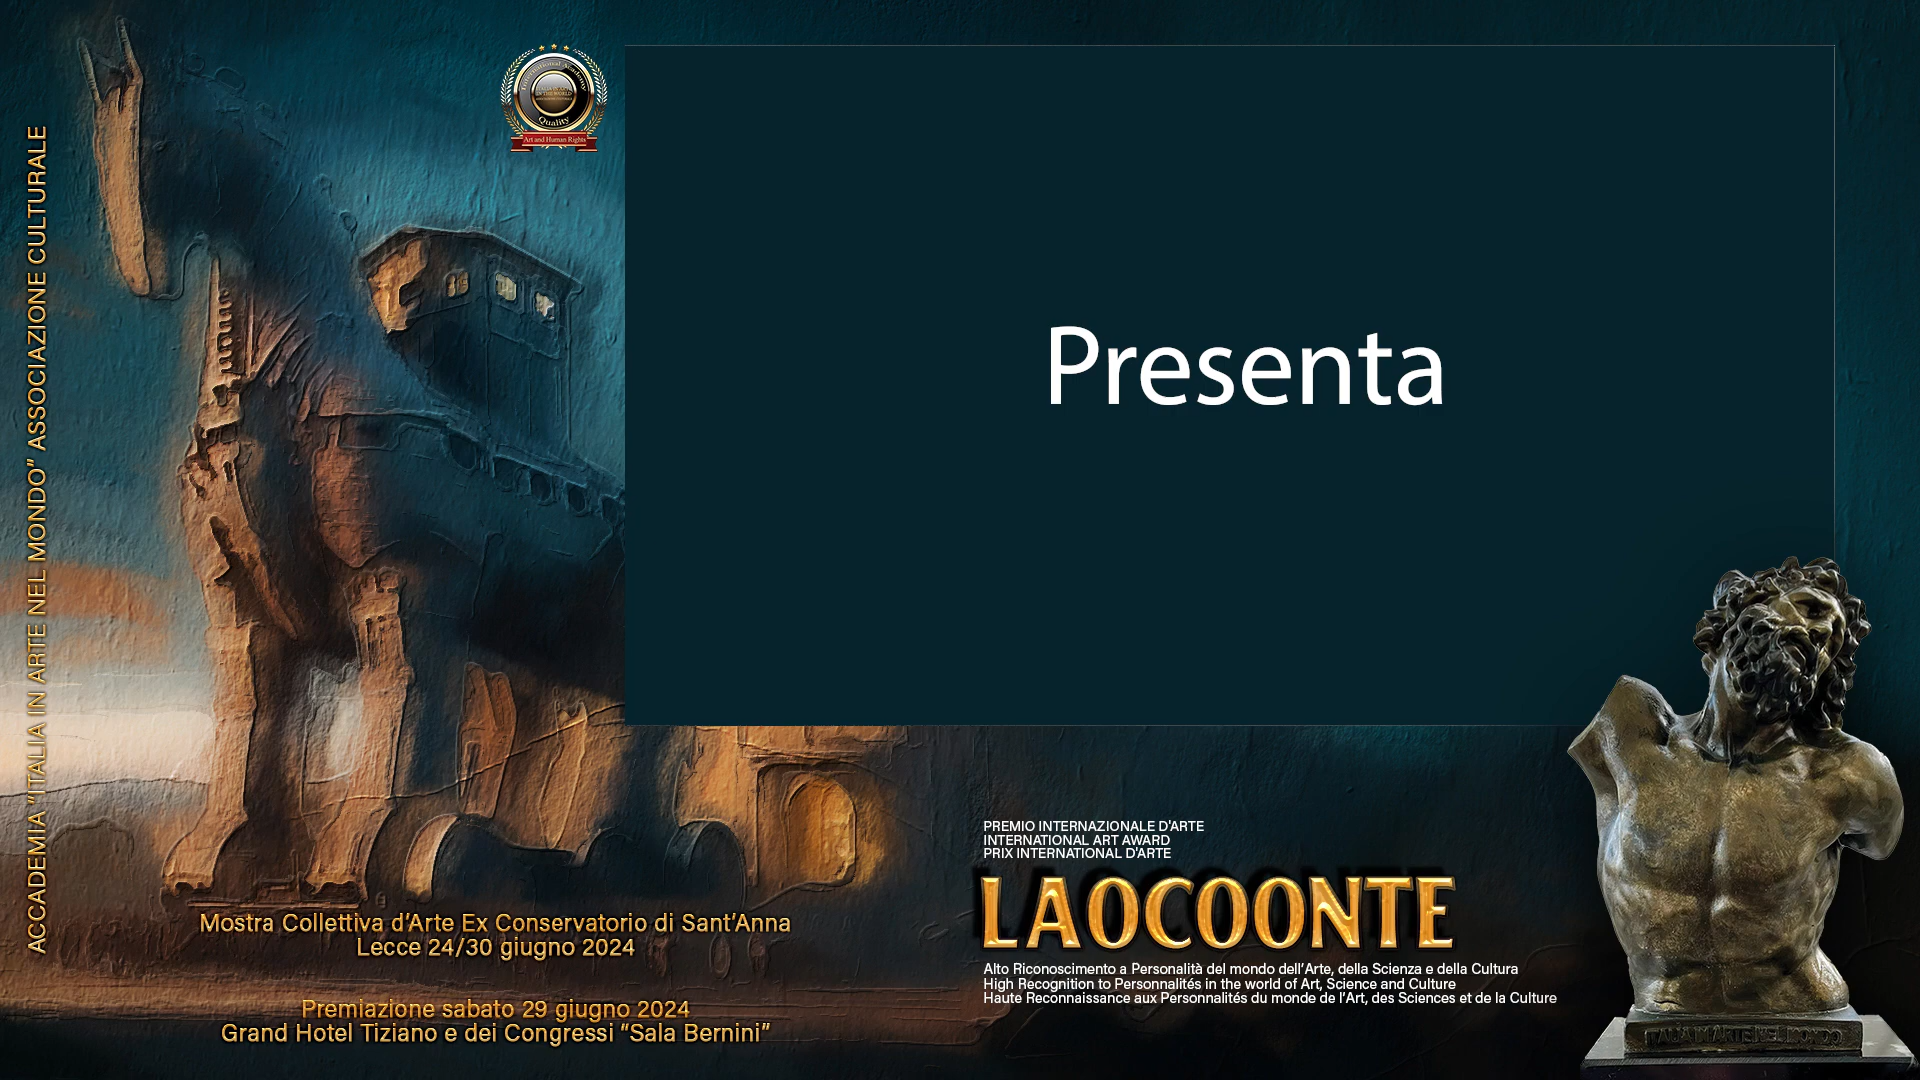 ACCADEMIA "ITALIA IN ARTE NEL MONDO" ASSOCIAZIONE CULTURALE
International Academy
Quality
Art and Human Rights
Presenta
PREMIO INTERNAZIONALE D'ARTE
INTERNATIONAL ART AWARD
PRIX INTERNATIONAL D'ARTE
LAOCOONTE
Alto Riconoscimento a Personalità del mondo dell'Arte, della Scienza e della Cultura
High Recognition to Personnalités in the world of Art, Science and Culture
Haute Reconnaissance aux Personnalités du monde de l'Art, des Sciences et de la Culture
Mostra Collettiva d'Arte Ex Conservatorio di Sant'Anna
Lecce 24/30 giugno 2024
Premiazione sabato 29 giugno 2024
Grand Hotel Tiziano e dei Congressi "Sala Bernini"
ITALIA IN ARTE NEL MONDO